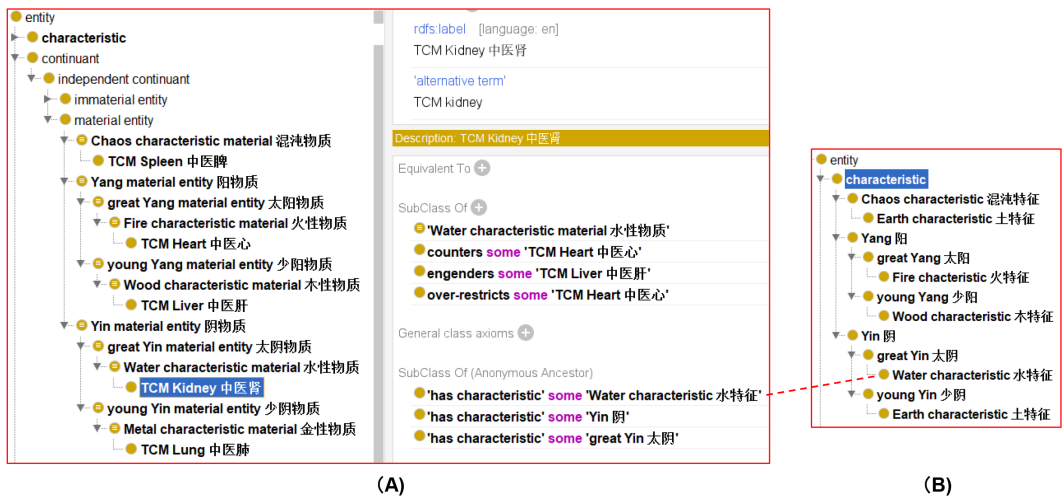 entity
characteristic
continuant
independent continuant
immaterial entity
material entity
Chaos characteristic material 混沌物质
TCM Spleen 中医脾
Yang material entity 阳物质
great Yang material entity 太阳物质
Fire characteristic material 火性物质
TCM Heart 中医心
young Yang material entity 少阳物质
Wood characteristic material 木性物质
TCM Liver 中医肝
Yin material entity 阴物质
great Yin material entity 太阴物质
Water characteristic material 水性物质
TCM Kidney 中医肾
young Yin material entity 少阴物质
Metal characteristic material 金性物质
TCM Lung 中医肺
rdfs:label [language: en]
TCM Kidney 中医肾
'alternative term'
TCM kidney
Description: TCM Kidney 中医肾
Equivalent To
SubClass Of
'Water characteristic material 水性物质'
counters some 'TCM Heart 中医心'
engenders some 'TCM Liver 中医肝'
over-restricts some 'TCM Heart 中医心'
General class axioms
SubClass Of (Anonymous Ancestor)
'has characteristic' some 'Water characteristic 水特征'
'has characteristic' some 'Yin 阴'
'has characteristic' some 'great Yin 太阴'
(A)
entity
characteristic
Chaos characteristic 混沌特征
Earth characteristic 土特征
Yang 阳
great Yang 太阳
Fire chacteristic 火特征
young Yang 少阳
Wood characteristic 木特征
Yin 阴
great Yin 太阴
Water characteristic 水特征
young Yin 少阴
Earth characteristic 土特征
(B)